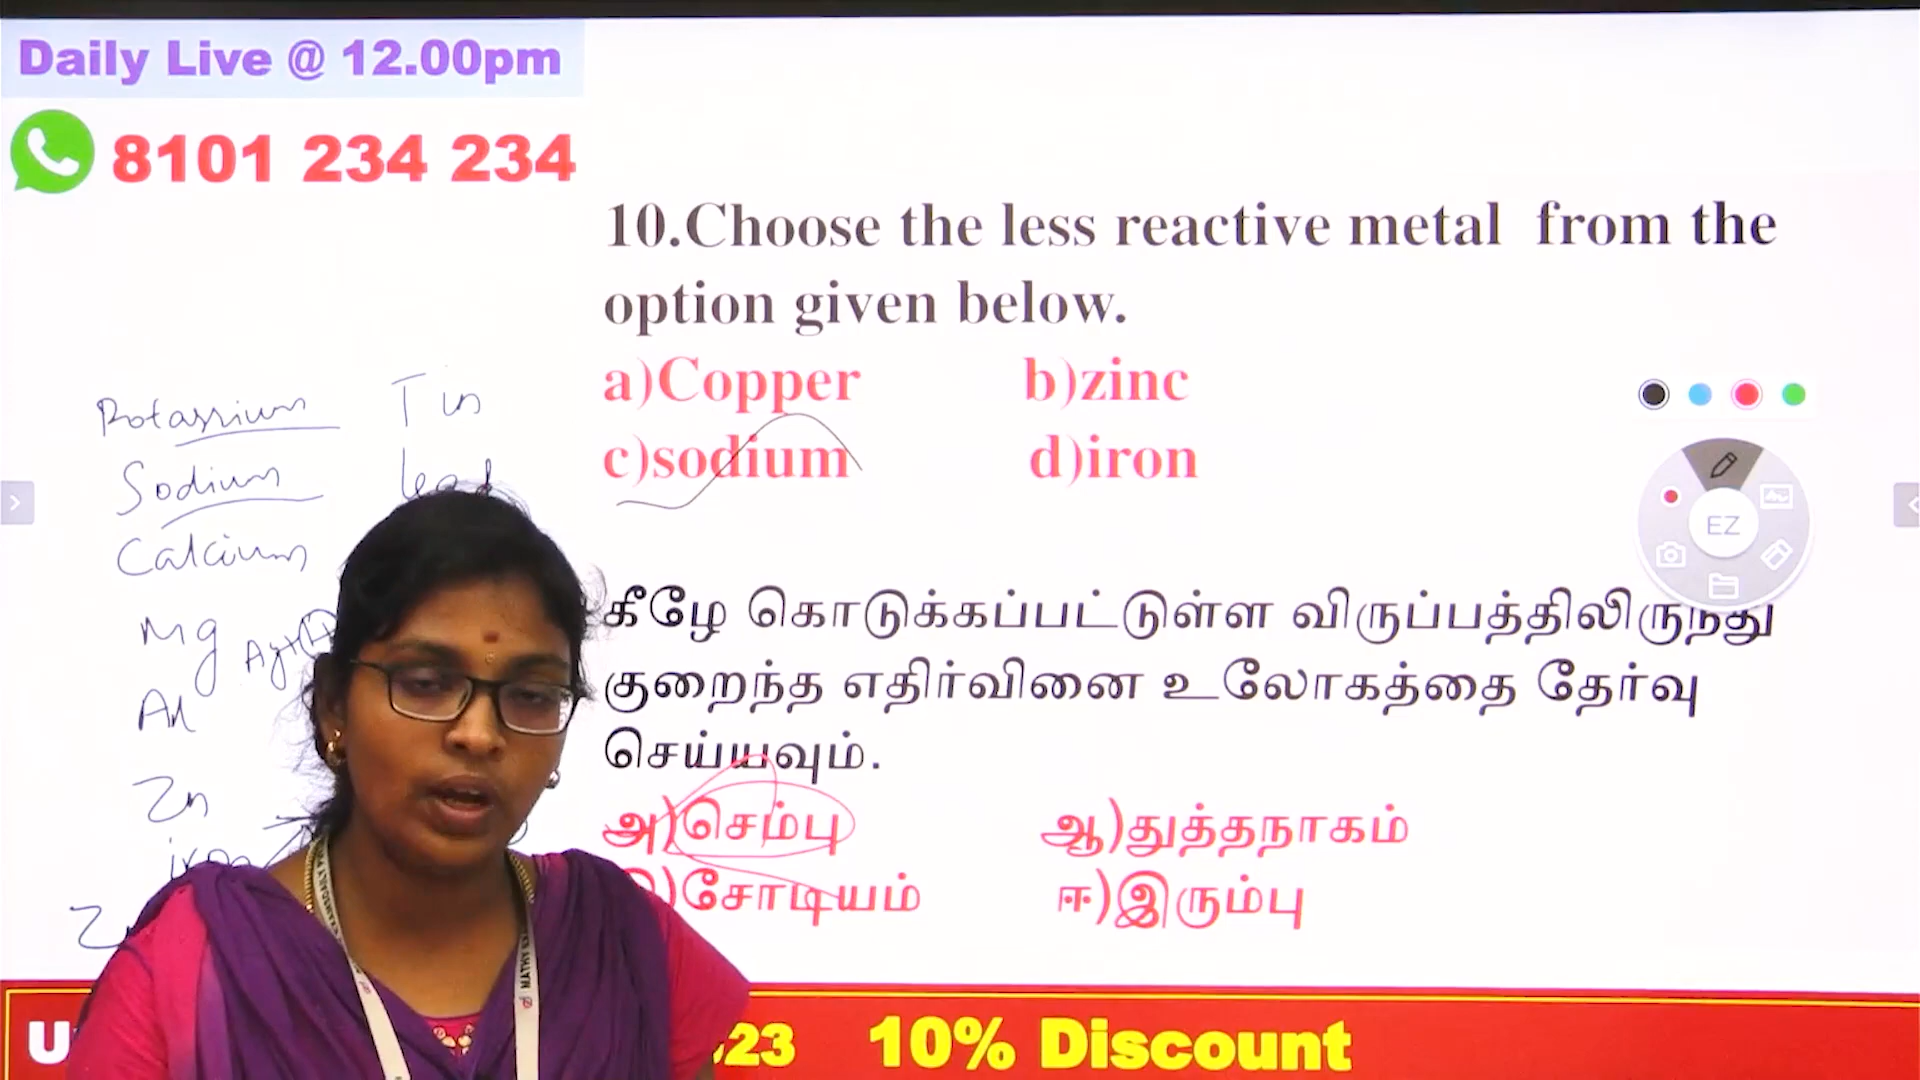 Daily Live @ 12.00pm
8101 234 234
10.Choose the less reactive metal from the
option given below.
a)Copper b)zinc
c)sodium d)iron
Potassium Tin
Sodium lead
Calcium
Mg
Al
Zn
iron
EZ
கீழே கொடுக்கப்பட்டுள்ள விருப்பத்திலிருந்து
குறைந்த எதிர்வினை உலோகத்தை தேர்வு
செய்யவும்.
அ)செம்பு ஆ)துத்தநாகம்
சோடியம் ஈ)இரும்பு
10% Discount